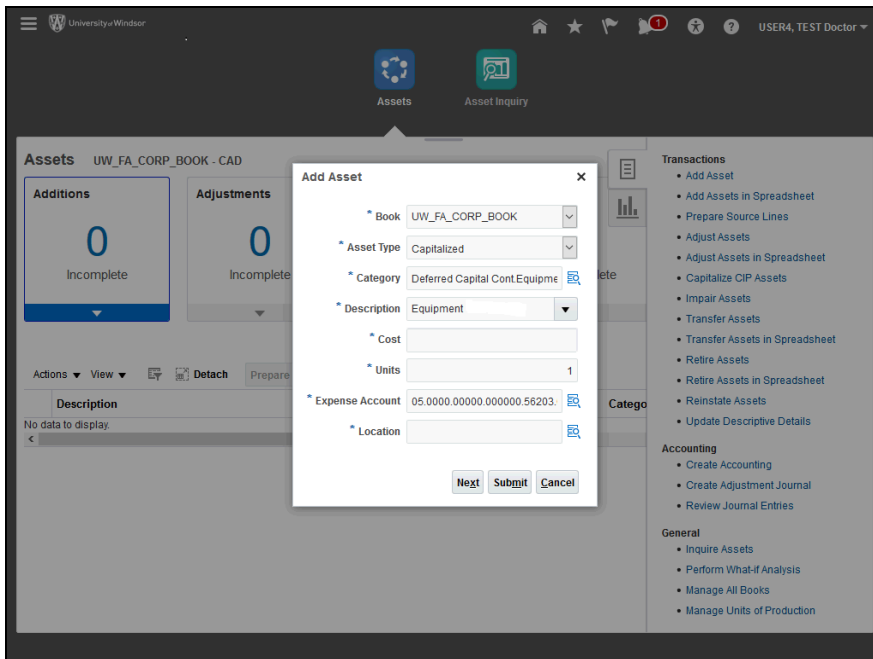 University of Windsor
1
USER4, TEST Doctor
Assets
Asset Inquiry
Assets UW_FA_CORP_BOOK - CAD
Additions
0
Incomplete
Adjustments
0
Incomplete
lete
Actions View Detach Prepare
Description Catego
No data to display.
Add Asset
* Book UW_FA_CORP_BOOK
* Asset Type Capitalized
* Category Deferred Capital Cont.Equipme
* Description Equipment
* Cost
* Units 1
* Expense Account 05.0000.00000.000000.56203.
* Location
Next Submit Cancel
Transactions
• Add Asset
• Add Assets in Spreadsheet
• Prepare Source Lines
• Adjust Assets
• Adjust Assets in Spreadsheet
• Capitalize CIP Assets
• Impair Assets
• Transfer Assets
• Transfer Assets in Spreadsheet
• Retire Assets
• Retire Assets in Spreadsheet
• Reinstate Assets
• Update Descriptive Details
Accounting
• Create Accounting
• Create Adjustment Journal
• Review Journal Entries
General
• Inquire Assets
• Perform What-if Analysis
• Manage All Books
• Manage Units of Production